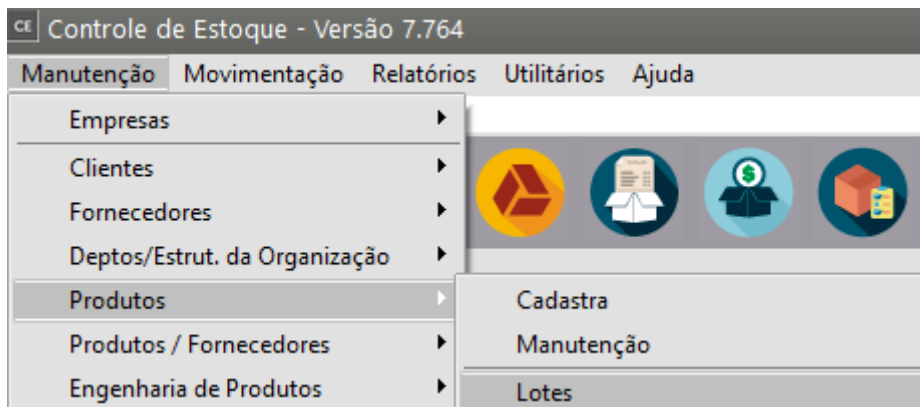 CE Controle de Estoque - Versão 7.764
Manutenção Movimentação Relatórios Utilitários Ajuda
Empresas
Clientes
Fornecedores
Deptos/Estrut. da Organização
Produtos
Cadastra
Produtos / Fornecedores
Manutenção
Engenharia de Produtos
Lotes